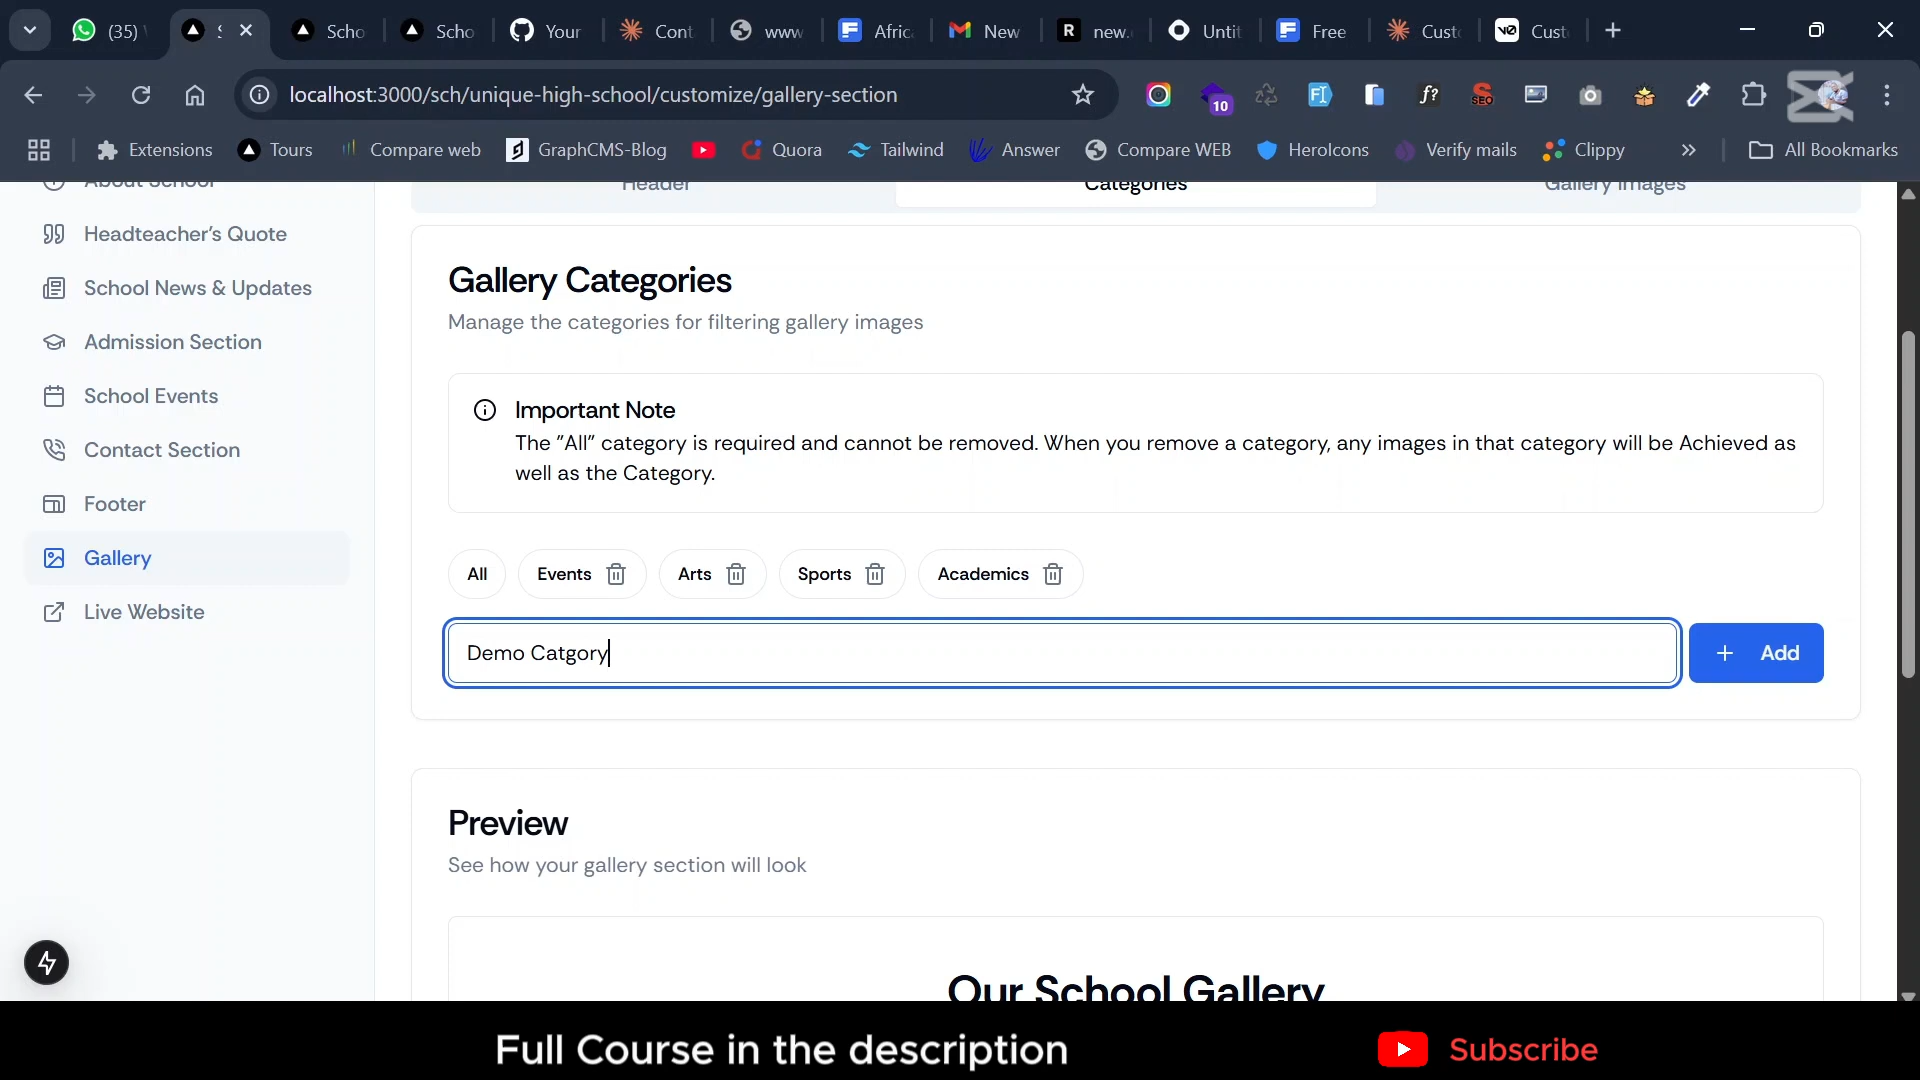 (35)
Scho
Scho
Your
Cont
www
Afric
New
new.
Untit
Free
Cust
Cust
localhost:3000/sch/unique-high-school/customize/gallery-section
10
SEO
Extensions
Tours
Compare web
GraphCMS-Blog
Quora
Tailwind
Answer
Compare WEB
HeroIcons
Verify mails
Clippy
All Bookmarks
About School
Headteacher's Quote
School News & Updates
Admission Section
School Events
Contact Section
Footer
Gallery
Live Website
Header
Categories
Gallery Images
Gallery Categories
Manage the categories for filtering gallery images
Important Note
The "All" category is required and cannot be removed. When you remove a category, any images in that category will be Achieved as
well as the Category.
All
Events
Arts
Sports
Academics
Demo Catgory
+ Add
Preview
See how your gallery section will look
Our School Gallery
Full Course in the description
Subscribe